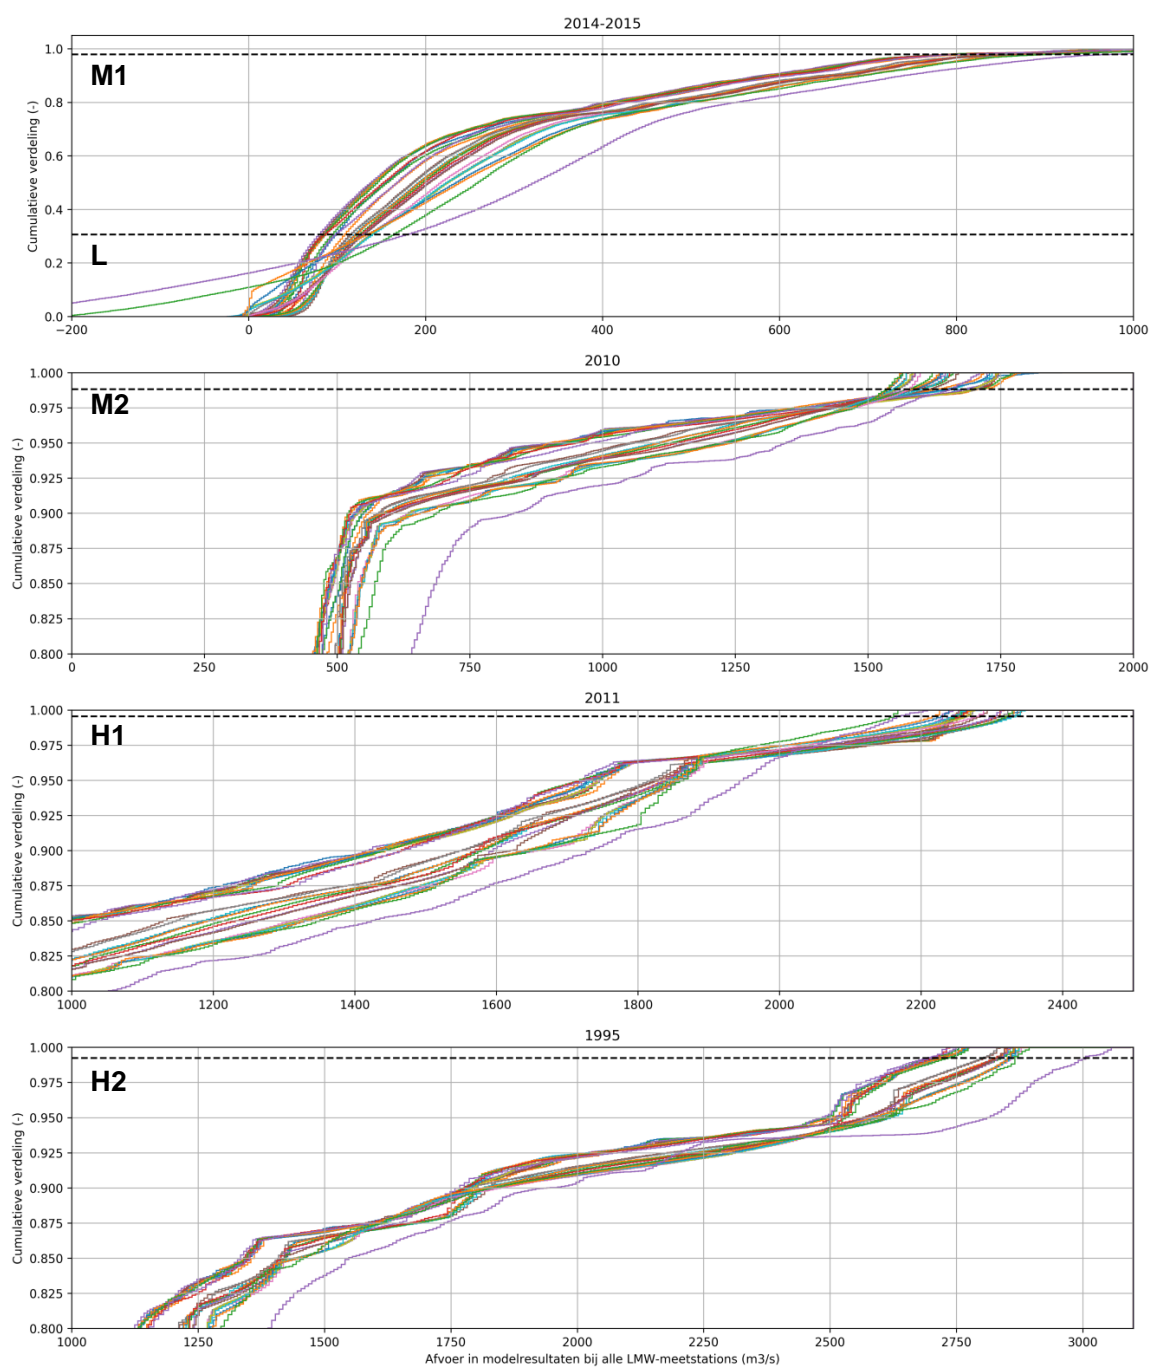 2014-2015
1.0
M1
0.8
0.6
0.4
L
0.2
0.0
Cumulatieve verdeling (-)
−200 0 200 400 600 800 1000
2010
1.000
M2
0.975
0.950
0.925
0.900
0.875
0.850
0.825
0.800
Cumulatieve verdeling (-)
0 250 500 750 1000 1250 1500 1750 2000
2011
1.000
H1
0.975
0.950
0.925
0.900
0.875
0.850
0.825
0.800
Cumulatieve verdeling (-)
1000 1200 1400 1600 1800 2000 2200 2400
1995
1.000
H2
0.975
0.950
0.925
0.900
0.875
0.850
0.825
0.800
Cumulatieve verdeling (-)
1000 1250 1500 1750 2000 2250 2500 2750 3000
Afvoer in modelresultaten bij alle LMW-meetstations (m3/s)